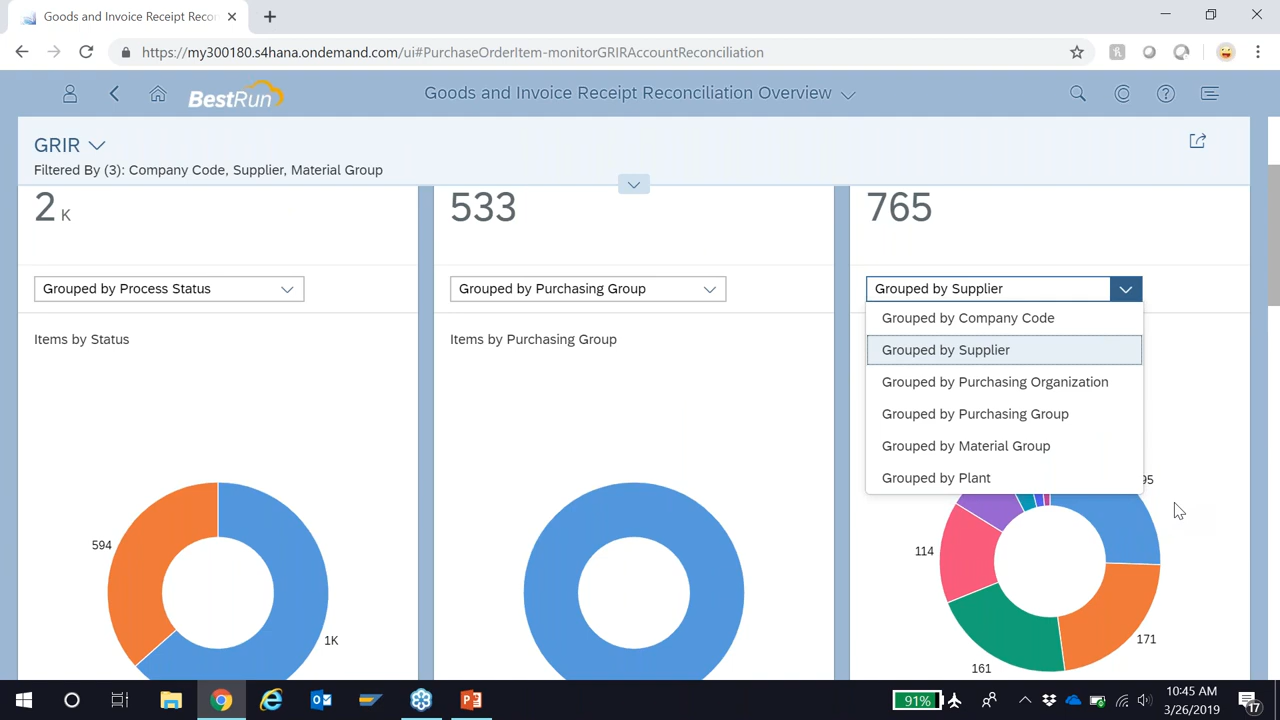 Goods and Invoice Receipt Recon
https://my300180.s4hana.ondemand.com/ui#PurchaseOrderItem-monitorGRIRAccountReconciliation
BestRun
Goods and Invoice Receipt Reconciliation Overview
GRIR
Filtered By (3): Company Code, Supplier, Material Group
2 K
533
765
Grouped by Process Status
Grouped by Purchasing Group
Grouped by Supplier
Grouped by Company Code
Grouped by Supplier
Grouped by Purchasing Organization
Grouped by Purchasing Group
Grouped by Material Group
Grouped by Plant
Items by Status
Items by Purchasing Group
594
1K
95
114
171
161
91%
10:45 AM
3/26/2019
17